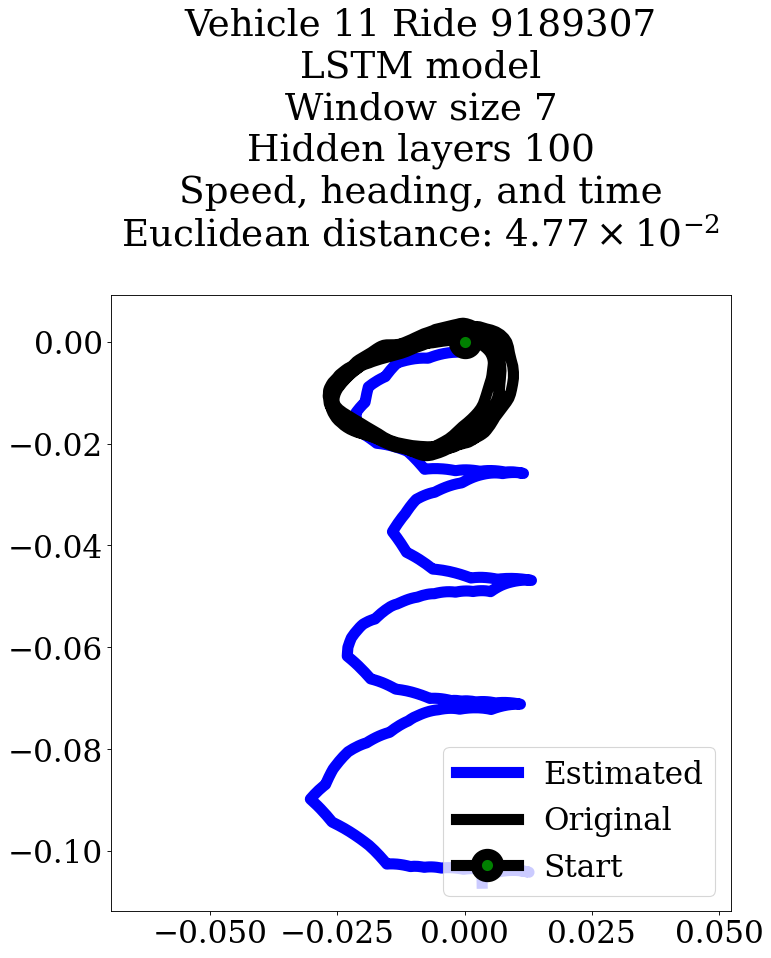 Vehicle 11 Ride 9189307
LSTM model
Window size 7
Hidden layers 100
Speed, heading, and time
Euclidean distance: 4.77 × 10⁻²
0.00
−0.02
−0.04
−0.06
−0.08
−0.10
Estimated
Original
Start
−0.050 −0.025 0.000 0.025 0.050